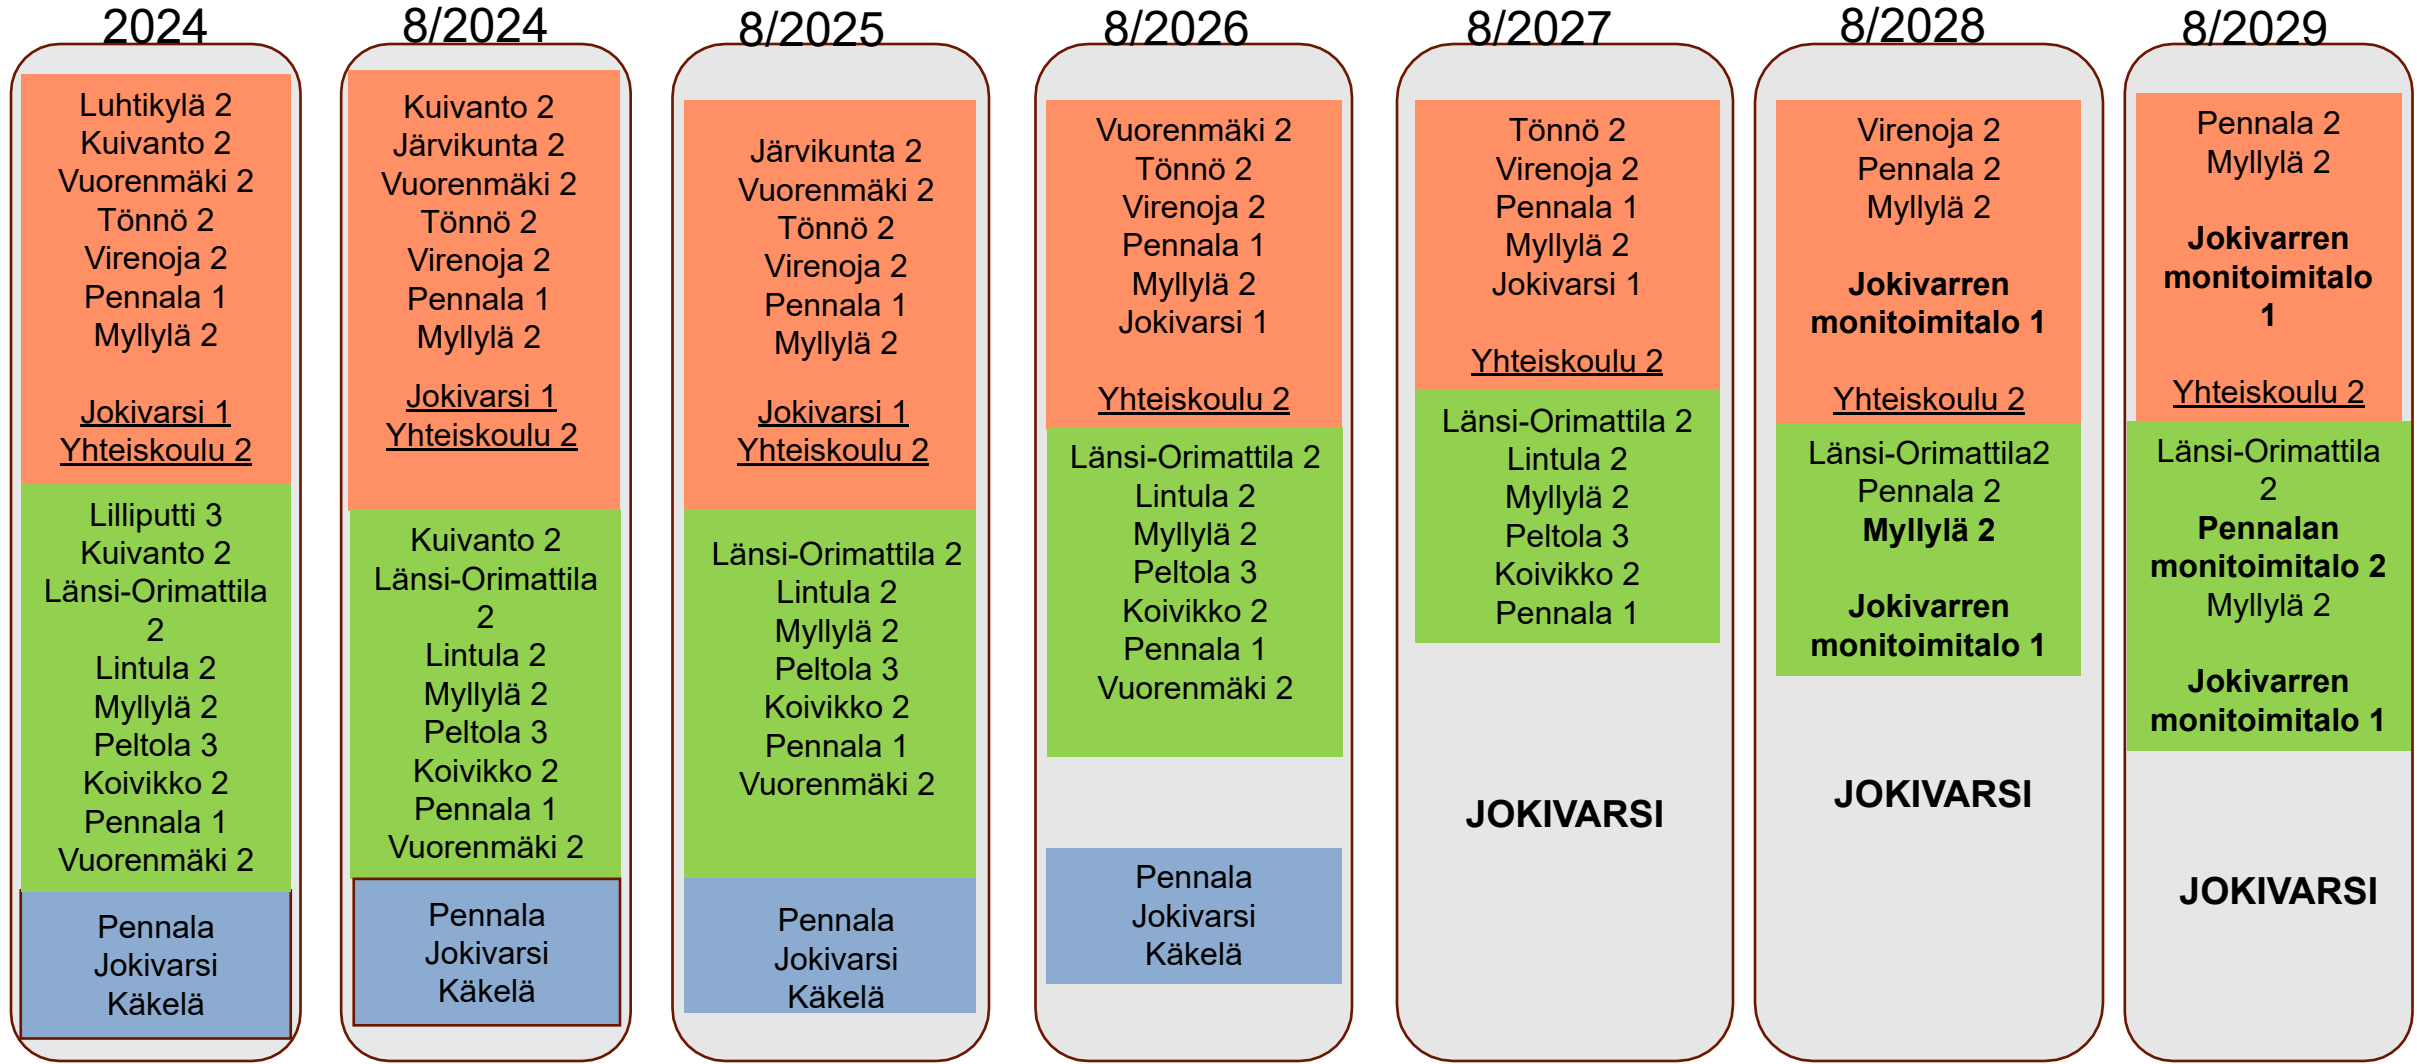 2024
Luhtikylä 2
Kuivanto 2
Vuorenmäki 2
Tönnö 2
Virenoja 2
Pennala 1
Myllylä 2
Jokivarsi 1
Yhteiskoulu 2
Lilliputti 3
Kuivanto 2
Länsi-Orimattila
2
Lintula 2
Myllylä 2
Peltola 3
Koivikko 2
Pennala 1
Vuorenmäki 2
Pennala
Jokivarsi
Käkelä
8/2024
Kuivanto 2
Järvikunta 2
Vuorenmäki 2
Tönnö 2
Virenoja 2
Pennala 1
Myllylä 2
Jokivarsi 1
Yhteiskoulu 2
Kuivanto 2
Länsi-Orimattila
2
Lintula 2
Myllylä 2
Peltola 3
Koivikko 2
Pennala 1
Vuorenmäki 2
Pennala
Jokivarsi
Käkelä
8/2025
Järvikunta 2
Vuorenmäki 2
Tönnö 2
Virenoja 2
Pennala 1
Myllylä 2
Jokivarsi 1
Yhteiskoulu 2
Länsi-Orimattila 2
Lintula 2
Myllylä 2
Peltola 3
Koivikko 2
Pennala 1
Vuorenmäki 2
Pennala
Jokivarsi
Käkelä
8/2026
Vuorenmäki 2
Tönnö 2
Virenoja 2
Pennala 1
Myllylä 2
Jokivarsi 1
Yhteiskoulu 2
Länsi-Orimattila 2
Lintula 2
Myllylä 2
Peltola 3
Koivikko 2
Pennala 1
Vuorenmäki 2
Pennala
Jokivarsi
Käkelä
8/2027
Tönnö 2
Virenoja 2
Pennala 1
Myllylä 2
Jokivarsi 1
Yhteiskoulu 2
Länsi-Orimattila 2
Lintula 2
Myllylä 2
Peltola 3
Koivikko 2
Pennala 1
JOKIVARSI
8/2028
Virenoja 2
Pennala 2
Myllylä 2
Jokivarren
monitoimitalo 1
Yhteiskoulu 2
Länsi-Orimattila2
Pennala 2
Myllylä 2
Jokivarren
monitoimitalo 1
JOKIVARSI
8/2029
Pennala 2
Myllylä 2
Jokivarren
monitoimitalo
1
Yhteiskoulu 2
Länsi-Orimattila
2
Pennalan
monitoimitalo 2
Myllylä 2
Jokivarren
monitoimitalo 1
JOKIVARSI